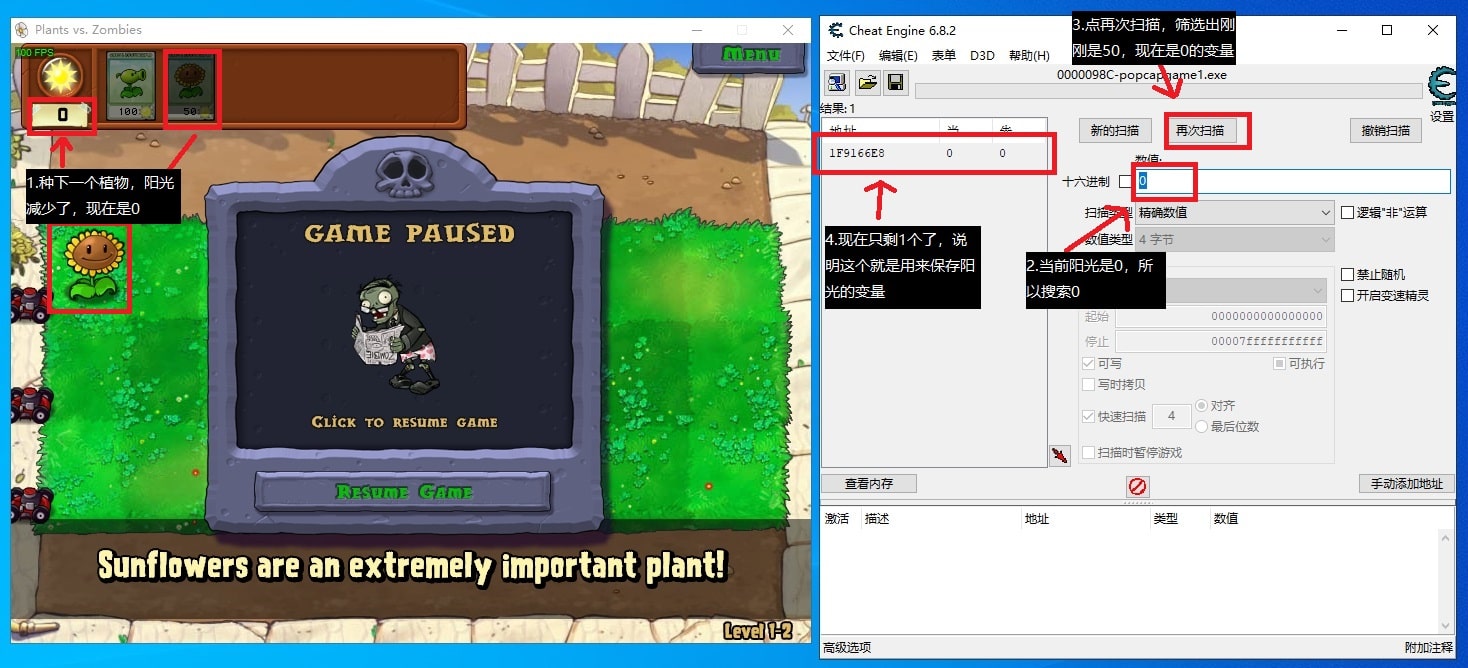 Plants vs. Zombies
100 FPS
0
100
50
Menu
1.种下一个植物，阳光
减少了，现在是0
GAME PAUSED
CLICK TO RESUME GAME
RESUME GAME
Sunflowers are an extremely important plant!
Level 1-2
Cheat Engine 6.8.2
文件(F) 编辑(E) 表单 D3D 帮助(H)
3.点再次扫描，筛选出刚
刚是50，现在是0的变量
0000098C-popcapgame1.exe
设置
结果:1
地址
1F9166E8 0 0
新的扫描 再次扫描 撤销扫描
数值:
十六进制 0
扫描类型 精确数值 逻辑"非"运算
数值类型 4 字节
4.现在只剩1个了，说
明这个就是用来保存阳
光的变量
2.当前阳光是0，所
以搜索0
禁止随机
开启变速精灵
起始 0000000000000000
停止 00007fffffffffff
可写 可执行
写时拷贝
快速扫描 4 对齐
最后位数
扫描时暂停游戏
查看内存 手动添加地址
激活 描述 地址 类型 数值
高级选项 附加注释